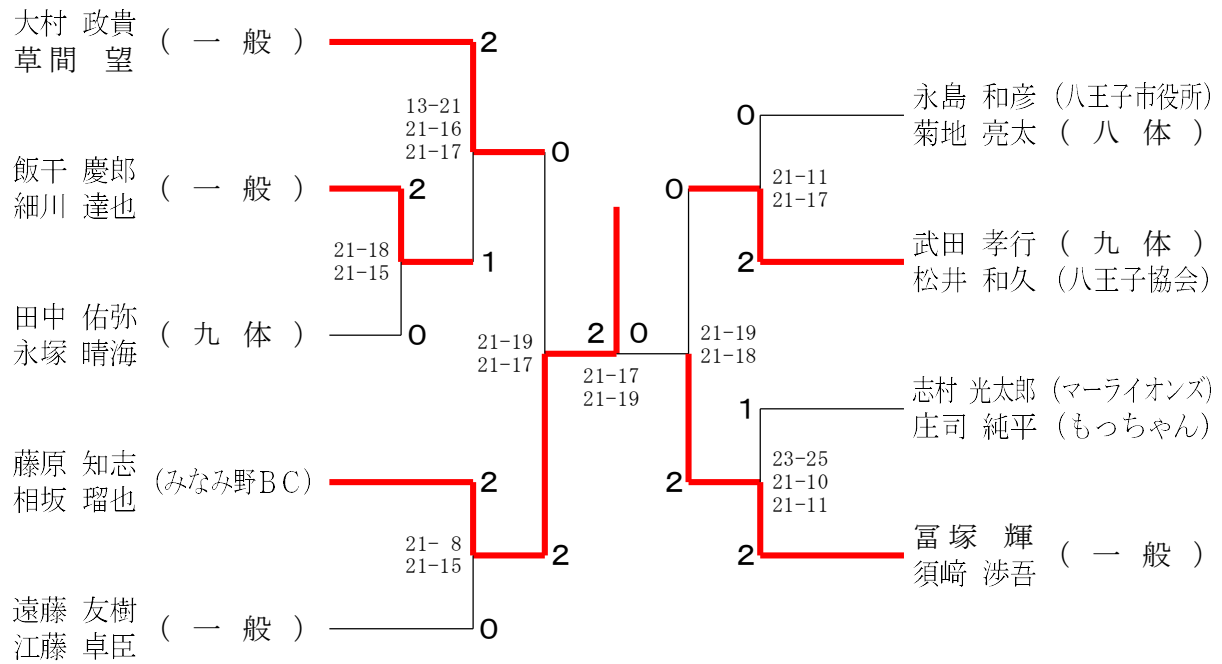 大村 政貴
草間 望
( 一 般 )
2
13-21
21-16
21-17
0
飯干 慶郎
細川 達也
( 一 般 )
2
21-18
21-15
1
田中 佑弥
永塚 晴海
( 九 体 )
0
21-19
21-17
藤原 知志
相坂 瑠也
(みなみ野BC)
2
21- 8
21-15
2
遠藤 友樹
江藤 卓臣
( 一 般 )
0
2 0
21-17
21-19
0
永島 和彦 (八王子市役所)
菊地 亮太 ( 八 体 )
0
21-11
21-17
武田 孝行 ( 九 体 )
松井 和久 (八王子協会)
2
21-19
21-18
志村 光太郎 (マーライオンズ)
庄司 純平 (もっちゃん)
1
23-25
21-10
21-11
2
冨塚 輝
須﨑 渉吾
( 一 般 )
2